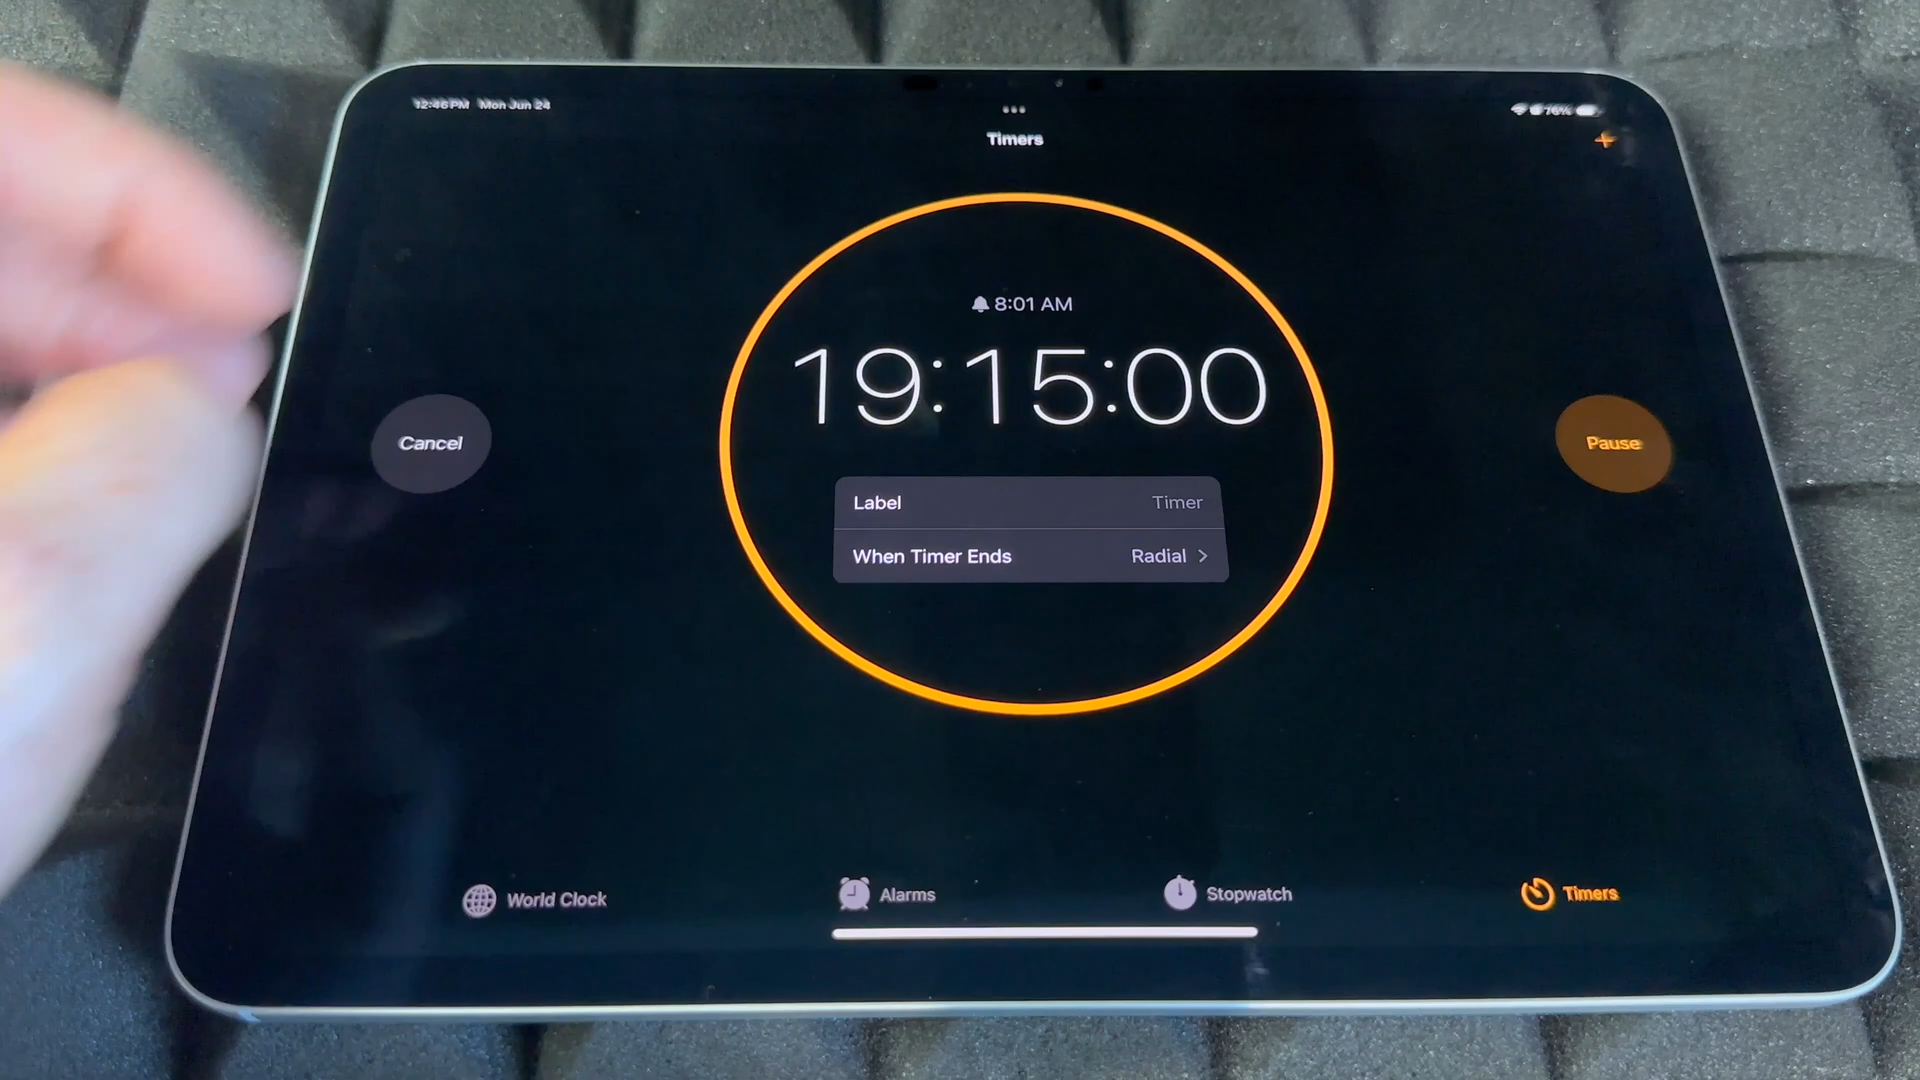 12:46 PM Mon Jun 24
76%
Timers
+
8:01 AM
19:15:00
Cancel
Pause
Label Timer
When Timer Ends Radial >
World Clock Alarms Stopwatch Timers